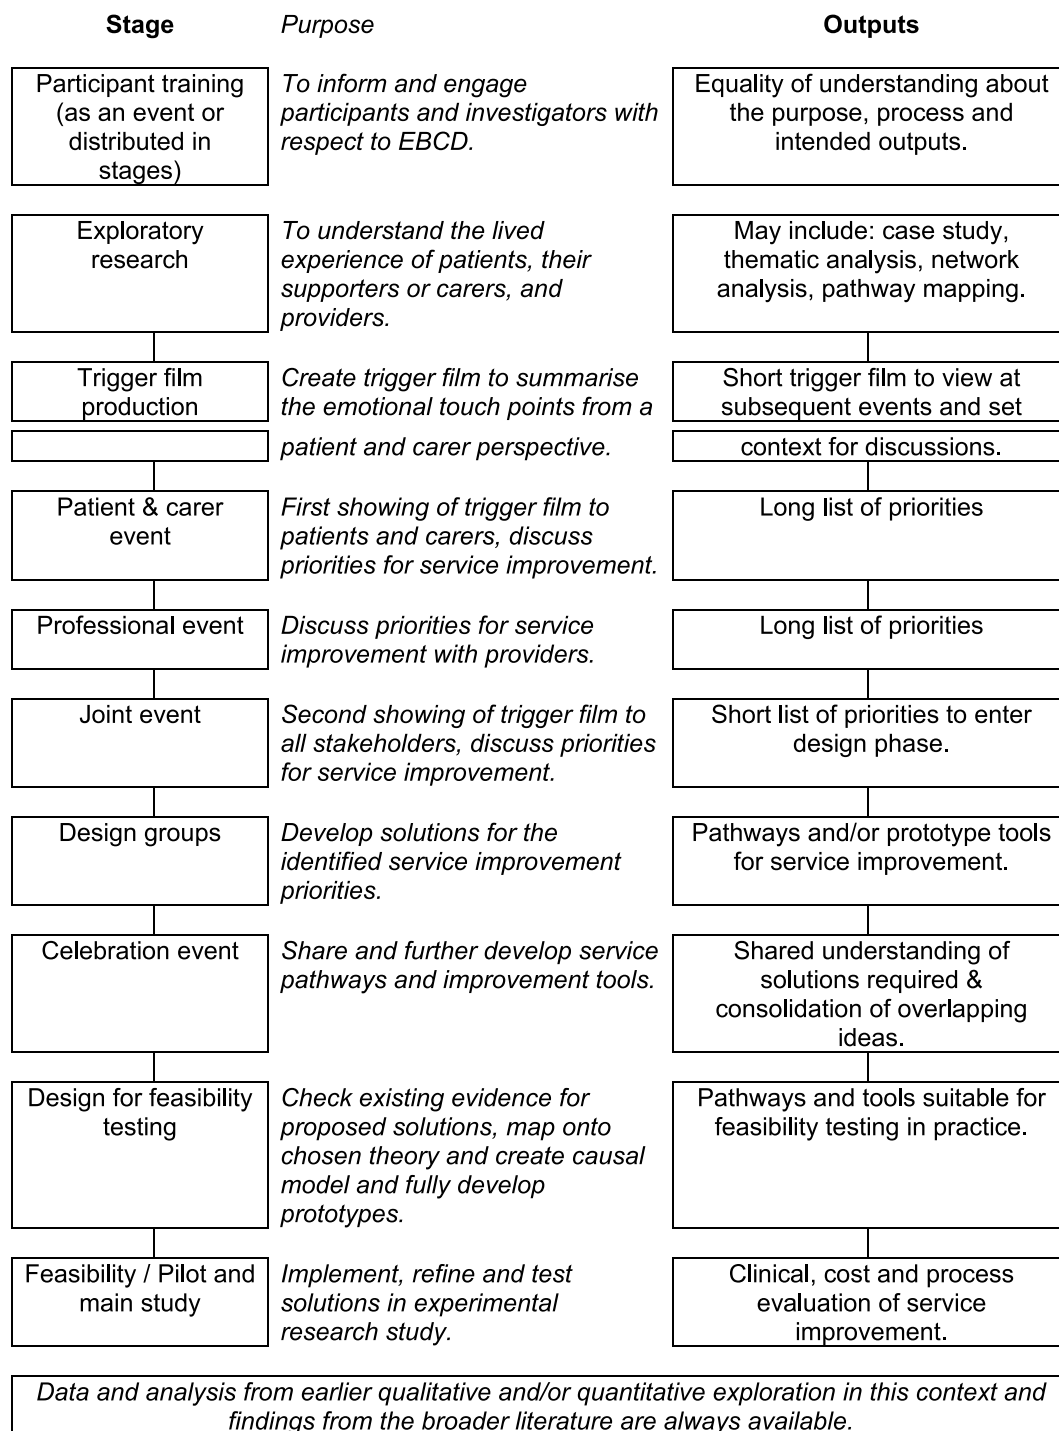 Stage
Purpose
Outputs
Participant training
(as an event or
distributed in
stages)
To inform and engage
participants and investigators with
respect to EBCD.
Equality of understanding about
the purpose, process and
intended outputs.
Exploratory
research
To understand the lived
experience of patients, their
supporters or carers, and
providers.
May include: case study,
thematic analysis, network
analysis, pathway mapping.
Trigger film
production
Create trigger film to summarise
the emotional touch points from a
patient and carer perspective.
Short trigger film to view at
subsequent events and set
context for discussions.
Patient & carer
event
First showing of trigger film to
patients and carers, discuss
priorities for service improvement.
Long list of priorities
Professional event
Discuss priorities for service
improvement with providers.
Long list of priorities
Joint event
Second showing of trigger film to
all stakeholders, discuss priorities
for service improvement.
Short list of priorities to enter
design phase.
Design groups
Develop solutions for the
identified service improvement
priorities.
Pathways and/or prototype tools
for service improvement.
Celebration event
Share and further develop service
pathways and improvement tools.
Shared understanding of
solutions required &
consolidation of overlapping
ideas.
Design for feasibility
testing
Check existing evidence for
proposed solutions, map onto
chosen theory and create causal
model and fully develop
prototypes.
Pathways and tools suitable for
feasibility testing in practice.
Feasibility / Pilot and
main study
Implement, refine and test
solutions in experimental
research study.
Clinical, cost and process
evaluation of service
improvement.
Data and analysis from earlier qualitative and/or quantitative exploration in this context and
findings from the broader literature are always available.